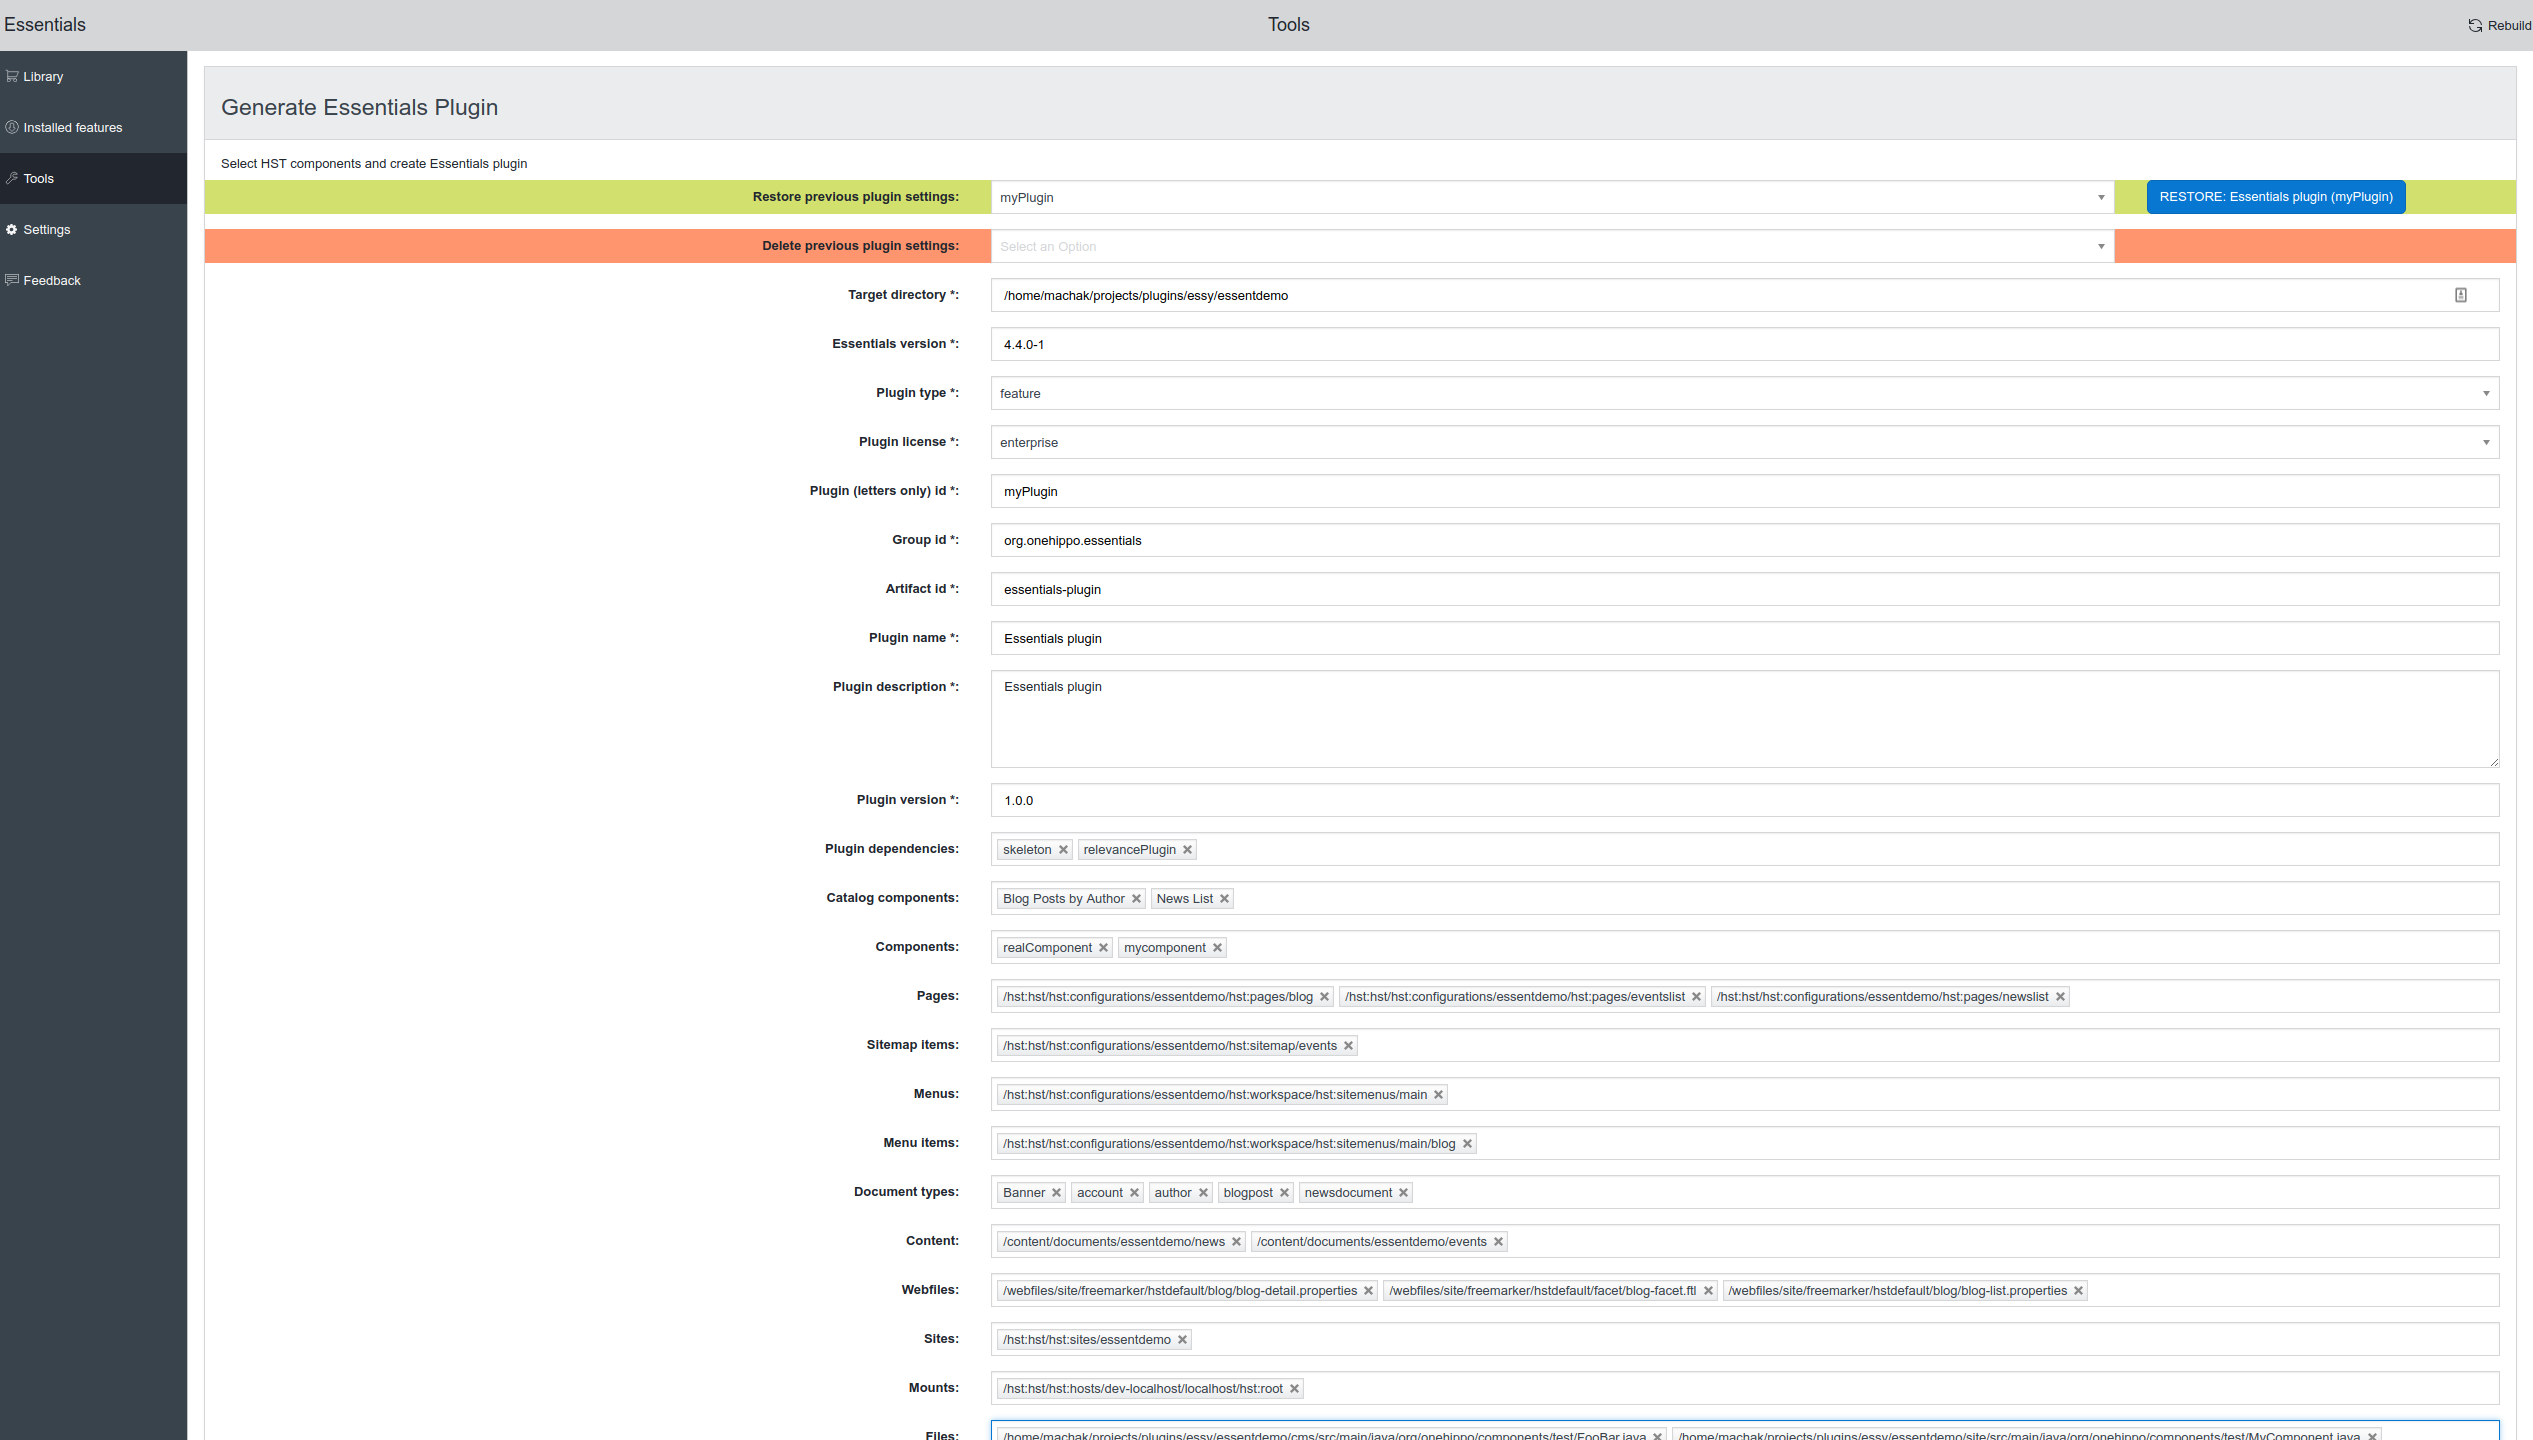 Essentials
Tools
Rebuild
Library
Installed features
Tools
Settings
Feedback
Generate Essentials Plugin
Select HST components and create Essentials plugin
Restore previous plugin settings: myPlugin RESTORE: Essentials plugin (myPlugin)
Delete previous plugin settings: Select an Option
Target directory *: /home/machak/projects/plugins/essy/essentdemo
Essentials version *: 4.4.0-1
Plugin type *: feature
Plugin license *: enterprise
Plugin (letters only) id *: myPlugin
Group id *: org.onehippo.essentials
Artifact id *: essentials-plugin
Plugin name *: Essentials plugin
Plugin description *: Essentials plugin
Plugin version *: 1.0.0
Plugin dependencies: skeleton relevancePlugin
Catalog components: Blog Posts by Author News List
Components: realComponent mycomponent
Pages: /hst:hst/hst:configurations/essentdemo/hst:pages/blog /hst:hst/hst:configurations/essentdemo/hst:pages/eventslist /hst:hst/hst:configurations/essentdemo/hst:pages/newslist
Sitemap items: /hst:hst/hst:configurations/essentdemo/hst:sitemap/events
Menus: /hst:hst/hst:configurations/essentdemo/hst:workspace/hst:sitemenus/main
Menu items: /hst:hst/hst:configurations/essentdemo/hst:workspace/hst:sitemenus/main/blog
Document types: Banner account author blogpost newsdocument
Content: /content/documents/essentdemo/news /content/documents/essentdemo/events
Webfiles: /webfiles/site/freemarker/hstdefault/blog/blog-detail.properties /webfiles/site/freemarker/hstdefault/facet/blog-facet.ftl /webfiles/site/freemarker/hstdefault/blog/blog-list.properties
Sites: /hst:hst/hst:sites/essentdemo
Mounts: /hst:hst/hst:hosts/dev-localhost/localhost/hst:root
Files: /home/machak/projects/plugins/essy/essentdemo/cms/src/main/java/org/onehippo/components/test/FooBar.java /home/machak/projects/plugins/essy/essentdemo/site/src/main/java/org/onehippo/components/test/MyComponent.java